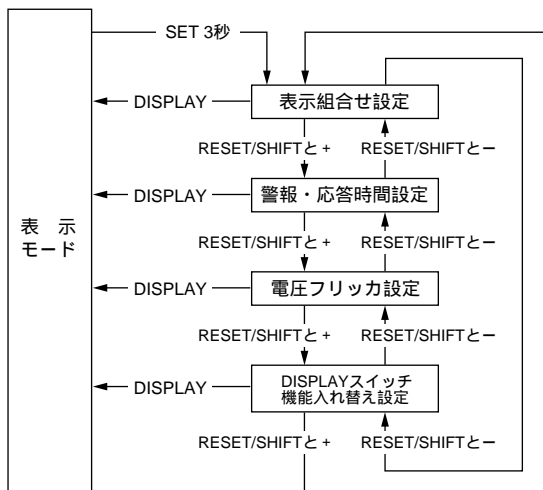 SET 3秒
DISPLAY
表示組合せ設定
RESET/SHIFTと+
RESET/SHIFTとー
DISPLAY
警報・応答時間設定
表 示
モード
RESET/SHIFTと+
RESET/SHIFTとー
DISPLAY
電圧フリッカ設定
RESET/SHIFTと+
RESET/SHIFTとー
DISPLAY
DISPLAYスイッチ
機能入れ替え設定
RESET/SHIFTと+
RESET/SHIFTとー